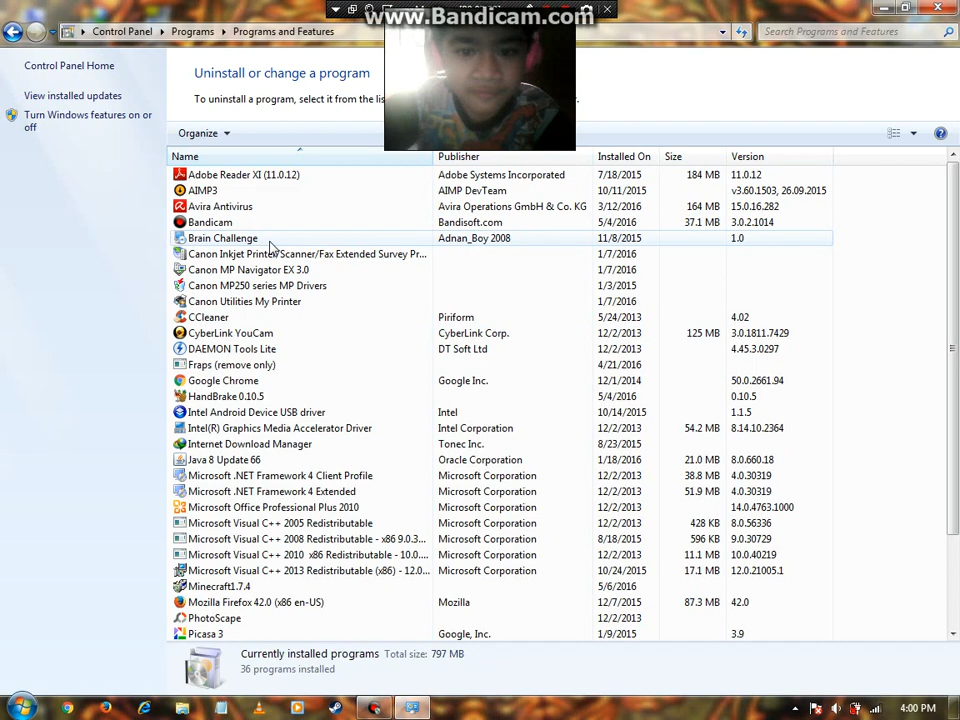 www.Bandicam.com
Control Panel Programs Programs and Features
Search Programs and Features
Control Panel Home
View installed updates
Turn Windows features on or
off
Uninstall or change a program
To uninstall a program, select it from the lis
Organize
Name Publisher Installed On Size Version
Adobe Reader XI (11.0.12) Adobe Systems Incorporated 7/18/2015 184 MB 11.0.12
AIMP3 AIMP DevTeam 10/11/2015 v3.60.1503, 26.09.2015
Avira Antivirus Avira Operations GmbH & Co. KG 3/12/2016 164 MB 15.0.16.282
Bandicam Bandisoft.com 5/4/2016 37.1 MB 3.0.2.1014
Brain Challenge Adnan_Boy 2008 11/8/2015 1.0
Canon Inkjet Printer/Scanner/Fax Extended Survey Pr... 1/7/2016
Canon MP Navigator EX 3.0 1/7/2016
Canon MP250 series MP Drivers 1/3/2015
Canon Utilities My Printer 1/7/2016
CCleaner Piriform 5/24/2013 4.02
CyberLink YouCam CyberLink Corp. 12/2/2013 125 MB 3.0.1811.7429
DAEMON Tools Lite DT Soft Ltd 12/2/2013 4.45.3.0297
Fraps (remove only) 4/21/2016
Google Chrome Google Inc. 12/1/2014 50.0.2661.94
HandBrake 0.10.5 5/4/2016 0.10.5
Intel Android Device USB driver Intel 10/14/2015 1.1.5
Intel(R) Graphics Media Accelerator Driver Intel Corporation 12/2/2013 54.2 MB 8.14.10.2364
Internet Download Manager Tonec Inc. 8/23/2015
Java 8 Update 66 Oracle Corporation 1/18/2016 21.0 MB 8.0.660.18
Microsoft .NET Framework 4 Client Profile Microsoft Corporation 12/2/2013 38.8 MB 4.0.30319
Microsoft .NET Framework 4 Extended Microsoft Corporation 12/2/2013 51.9 MB 4.0.30319
Microsoft Office Professional Plus 2010 Microsoft Corporation 12/2/2013 14.0.4763.1000
Microsoft Visual C++ 2005 Redistributable Microsoft Corporation 12/2/2013 428 KB 8.0.56336
Microsoft Visual C++ 2008 Redistributable - x86 9.0.3... Microsoft Corporation 8/18/2015 596 KB 9.0.30729
Microsoft Visual C++ 2010 x86 Redistributable - 10.0.... Microsoft Corporation 12/2/2013 11.1 MB 10.0.40219
Microsoft Visual C++ 2013 Redistributable (x86) - 12.0... Microsoft Corporation 10/24/2015 17.1 MB 12.0.21005.1
Minecraft1.7.4 5/6/2016
Mozilla Firefox 42.0 (x86 en-US) Mozilla 12/7/2015 87.3 MB 42.0
PhotoScape 12/2/2013
Picasa 3 Google, Inc. 1/9/2015 3.9
Currently installed programs Total size: 797 MB
36 programs installed
4:00 PM